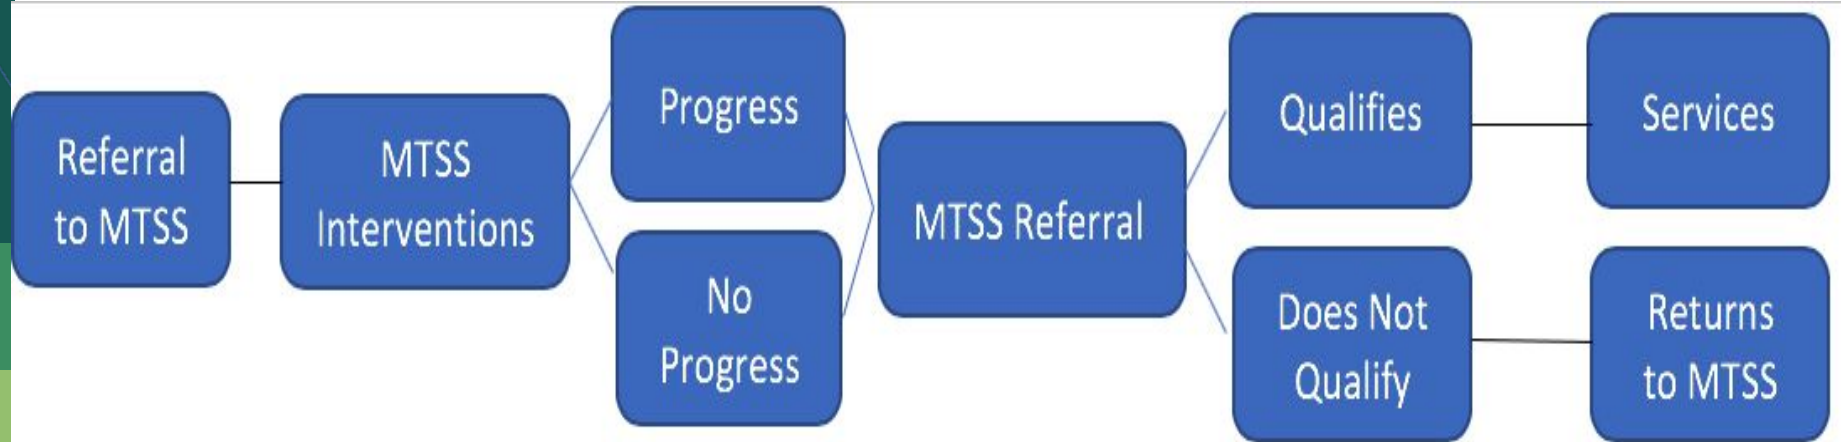 Referral
to MTSS
MTSS
Interventions
Progress
No
Progress
MTSS Referral
Qualifies
Services
Does Not
Qualify
Returns
to MTSS